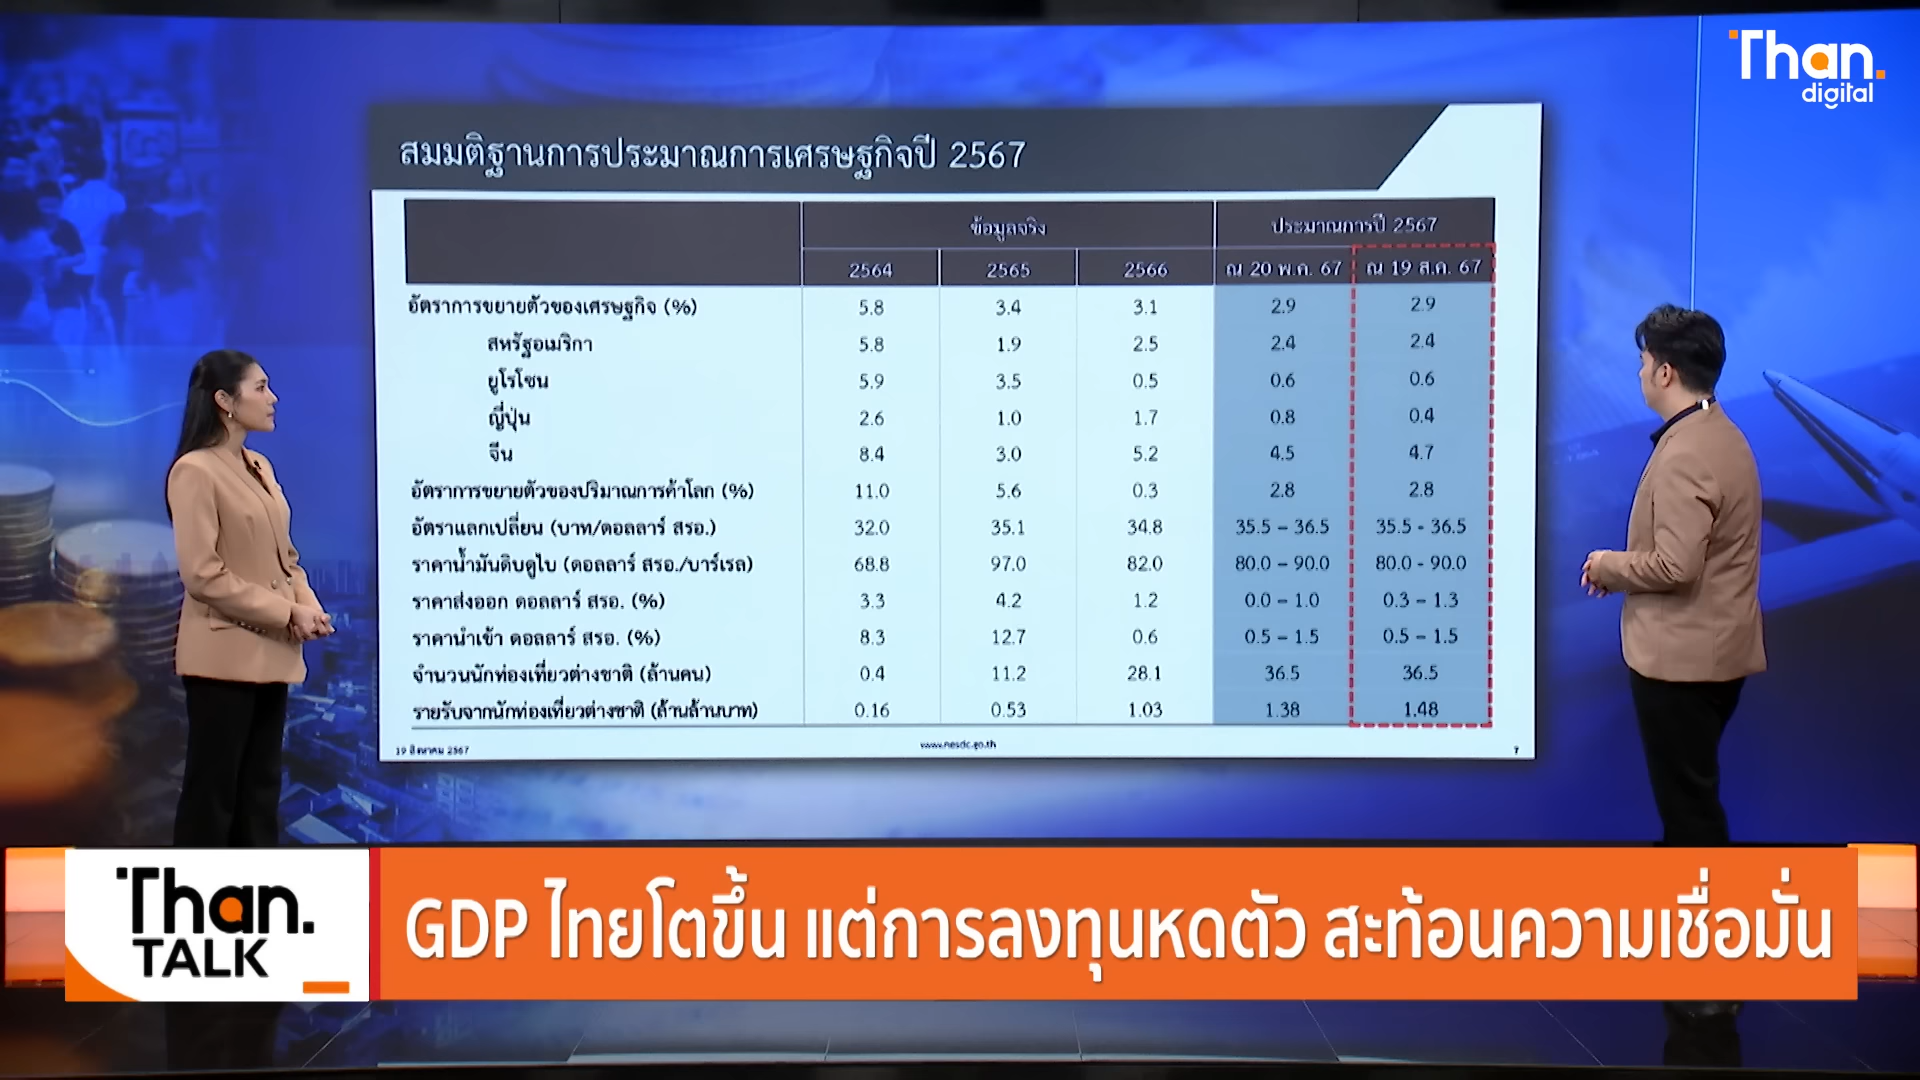 Than.
digital
สมมติฐานการประมาณการเศรษฐกิจปี 2567
ข้อมูลจริง ประมาณการปี 2567
2564 2565 2566 ณ 20 พ.ค. 67 ณ 19 ส.ค. 67
อัตราการขยายตัวของเศรษฐกิจ (%) 5.8 3.4 3.1 2.9 2.9
สหรัฐอเมริกา 5.8 1.9 2.5 2.4 2.4
ยูโรโซน 5.9 3.5 0.5 0.6 0.6
ญี่ปุ่น 2.6 1.0 1.7 0.8 0.4
จีน 8.4 3.0 5.2 4.5 4.7
อัตราการขยายตัวของปริมาณการค้าโลก (%) 11.0 5.6 0.3 2.8 2.8
อัตราแลกเปลี่ยน (บาท/ดอลลาร์ สรอ.) 32.0 35.1 34.8 35.5 – 36.5 35.5 - 36.5
ราคาน้ำมันดิบดูไบ (ดอลลาร์ สรอ./บาร์เรล) 68.8 97.0 82.0 80.0 – 90.0 80.0 - 90.0
ราคาส่งออก ดอลลาร์ สรอ. (%) 3.3 4.2 1.2 0.0 – 1.0 0.3 – 1.3
ราคานำเข้า ดอลลาร์ สรอ. (%) 8.3 12.7 0.6 0.5 – 1.5 0.5 – 1.5
จำนวนนักท่องเที่ยวต่างชาติ (ล้านคน) 0.4 11.2 28.1 36.5 36.5
รายรับจากนักท่องเที่ยวต่างชาติ (ล้านล้านบาท) 0.16 0.53 1.03 1.38 1.48
19 สิงหาคม 2567 www.nesdc.go.th 7
Than.
TALK
GDP ไทยโตขึ้น แต่การลงทุนหดตัว สะท้อนความเชื่อมั่น